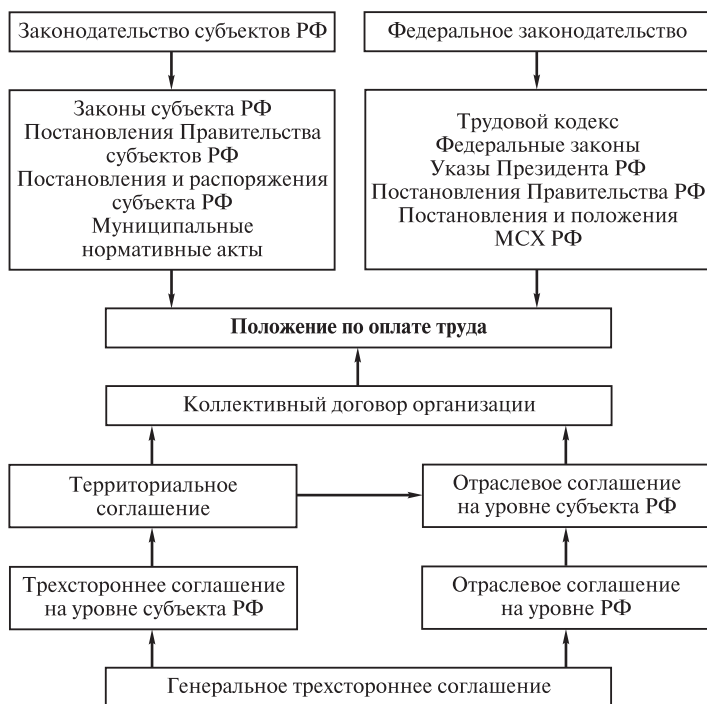 Законодательство субъектов РФ
Федеральное законодательство
Законы субъекта РФ
Постановления Правительства
субъектов РФ
Постановления и распоряжения
субъекта РФ
Муниципальные
нормативные акты
Трудовой кодекс
Федеральные законы
Указы Президента РФ
Постановления Правительства РФ
Постановления и положения
МСХ РФ
Положение по оплате труда
Коллективный договор организации
Территориальное
соглашение
Отраслевое соглашение
на уровне субъекта РФ
Трехстороннее соглашение
на уровне субъекта РФ
Отраслевое соглашение
на уровне РФ
Генеральное трехстороннее соглашение